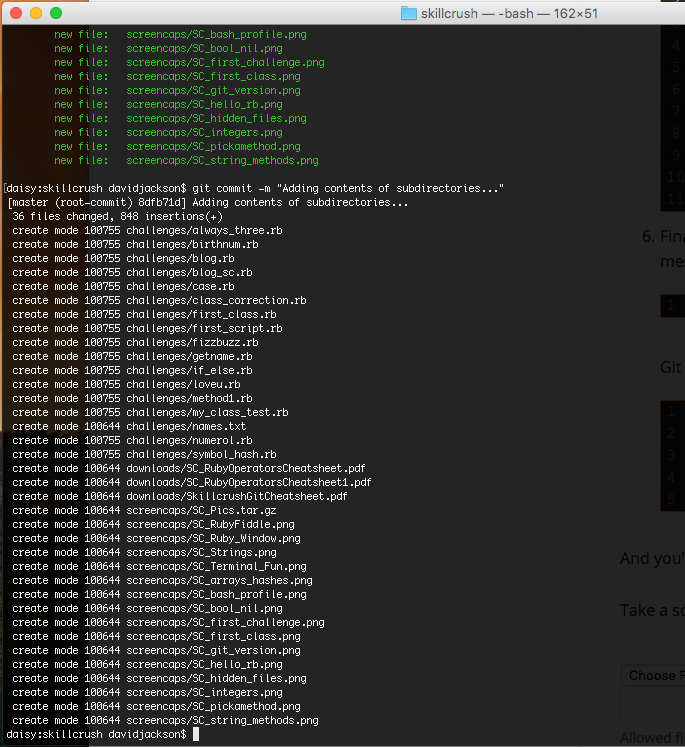 skillcrush — -bash — 162×51
new file: screencaps/SC_bash_profile.png
new file: screencaps/SC_bool_nil.png
new file: screencaps/SC_first_challenge.png
new file: screencaps/SC_first_class.png
new file: screencaps/SC_git_version.png
new file: screencaps/SC_hello_rb.png
new file: screencaps/SC_hidden_files.png
new file: screencaps/SC_integers.png
new file: screencaps/SC_pickamethod.png
new file: screencaps/SC_string_methods.png
[daisy:skillcrush davidjackson$ git commit -m "Adding contents of subdirectories..."
[master (root-commit) 8dfb71d] Adding contents of subdirectories...
36 files changed, 848 insertions(+)
create mode 100755 challenges/always_three.rb
create mode 100755 challenges/birthnum.rb
create mode 100755 challenges/blog.rb
create mode 100755 challenges/blog_sc.rb
create mode 100755 challenges/case.rb
create mode 100755 challenges/class_correction.rb
create mode 100755 challenges/first_class.rb
create mode 100755 challenges/first_script.rb
create mode 100755 challenges/fizzbuzz.rb
create mode 100755 challenges/getname.rb
create mode 100755 challenges/if_else.rb
create mode 100755 challenges/loveu.rb
create mode 100755 challenges/method1.rb
create mode 100755 challenges/my_class_test.rb
create mode 100644 challenges/names.txt
create mode 100755 challenges/numerol.rb
create mode 100755 challenges/symbol_hash.rb
create mode 100644 downloads/SC_RubyOperatorsCheatsheet.pdf
create mode 100644 downloads/SC_RubyOperatorsCheatsheet1.pdf
create mode 100644 downloads/SkillcrushGitCheatsheet.pdf
create mode 100644 screencaps/SC_Pics.tar.gz
create mode 100644 screencaps/SC_RubyFiddle.png
create mode 100644 screencaps/SC_Ruby_Window.png
create mode 100644 screencaps/SC_Strings.png
create mode 100644 screencaps/SC_Terminal_Fun.png
create mode 100644 screencaps/SC_arrays_hashes.png
create mode 100644 screencaps/SC_bash_profile.png
create mode 100644 screencaps/SC_bool_nil.png
create mode 100644 screencaps/SC_first_challenge.png
create mode 100644 screencaps/SC_first_class.png
create mode 100644 screencaps/SC_git_version.png
create mode 100644 screencaps/SC_hello_rb.png
create mode 100644 screencaps/SC_hidden_files.png
create mode 100644 screencaps/SC_integers.png
create mode 100644 screencaps/SC_pickamethod.png
create mode 100644 screencaps/SC_string_methods.png
daisy:skillcrush davidjackson$
4
5
6
7
8
9
10
11
6. Fina
me
1
Git
1
2
3
4
5
And you'
Take a sc
Choose F
Allowed fi